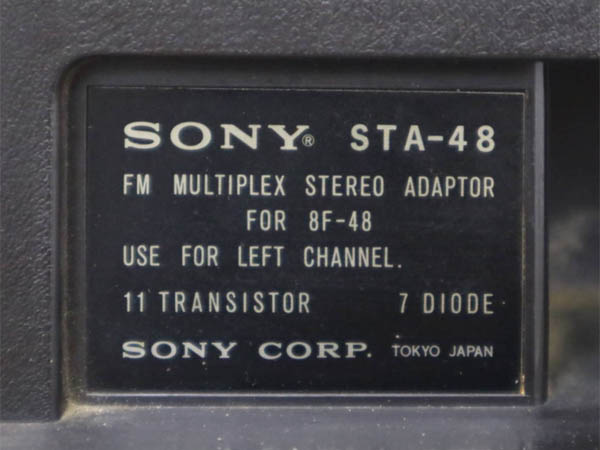 SONY® STA-48
FM MULTIPLEX STEREO ADAPTOR
FOR 8F-48
USE FOR LEFT CHANNEL.
11 TRANSISTOR 7 DIODE
SONY CORP. TOKYO JAPAN